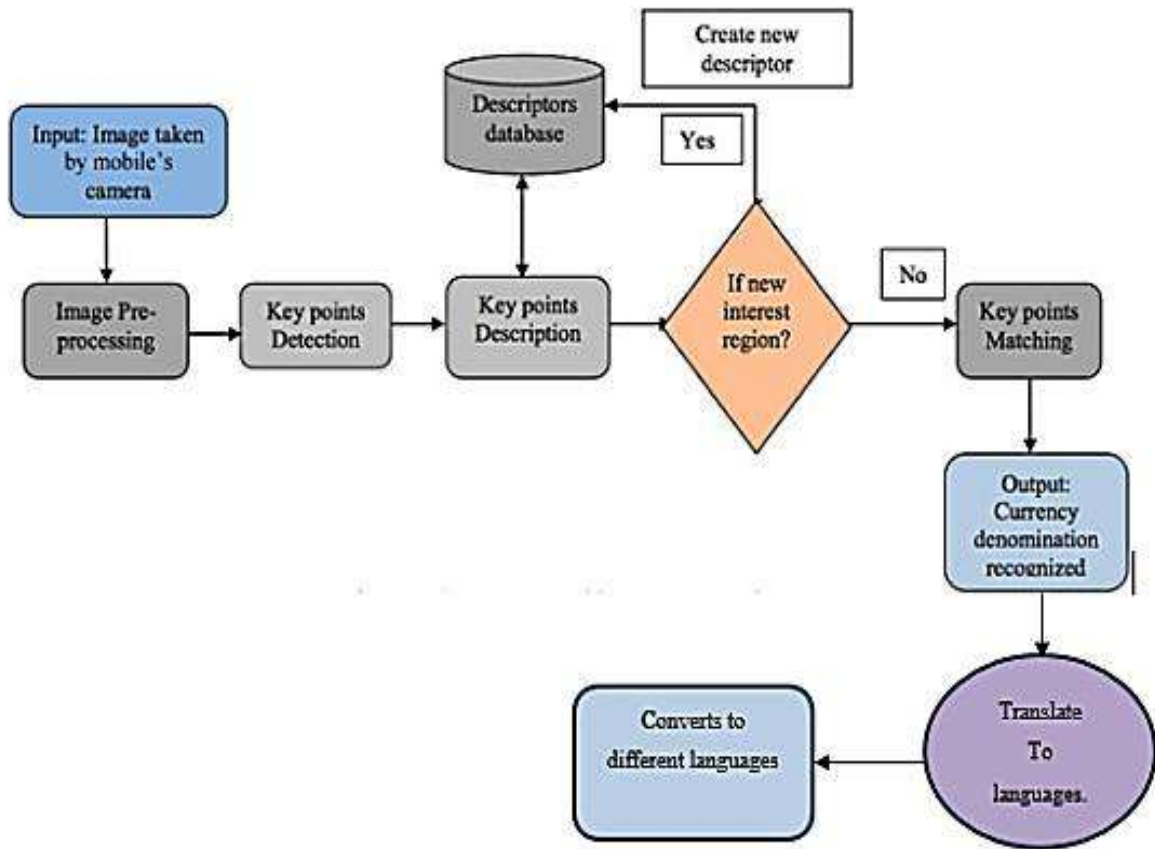 Create new
descriptor
Descriptors
database
Yes
Input: Image taken
by mobile's
camera
Image Pre-
processing
Key points
Detection
Key points
Description
If new
interest
region?
No
Key points
Matching
Output:
Currency
denomination
recognized
Translate
To
languages.
Converts to
different languages